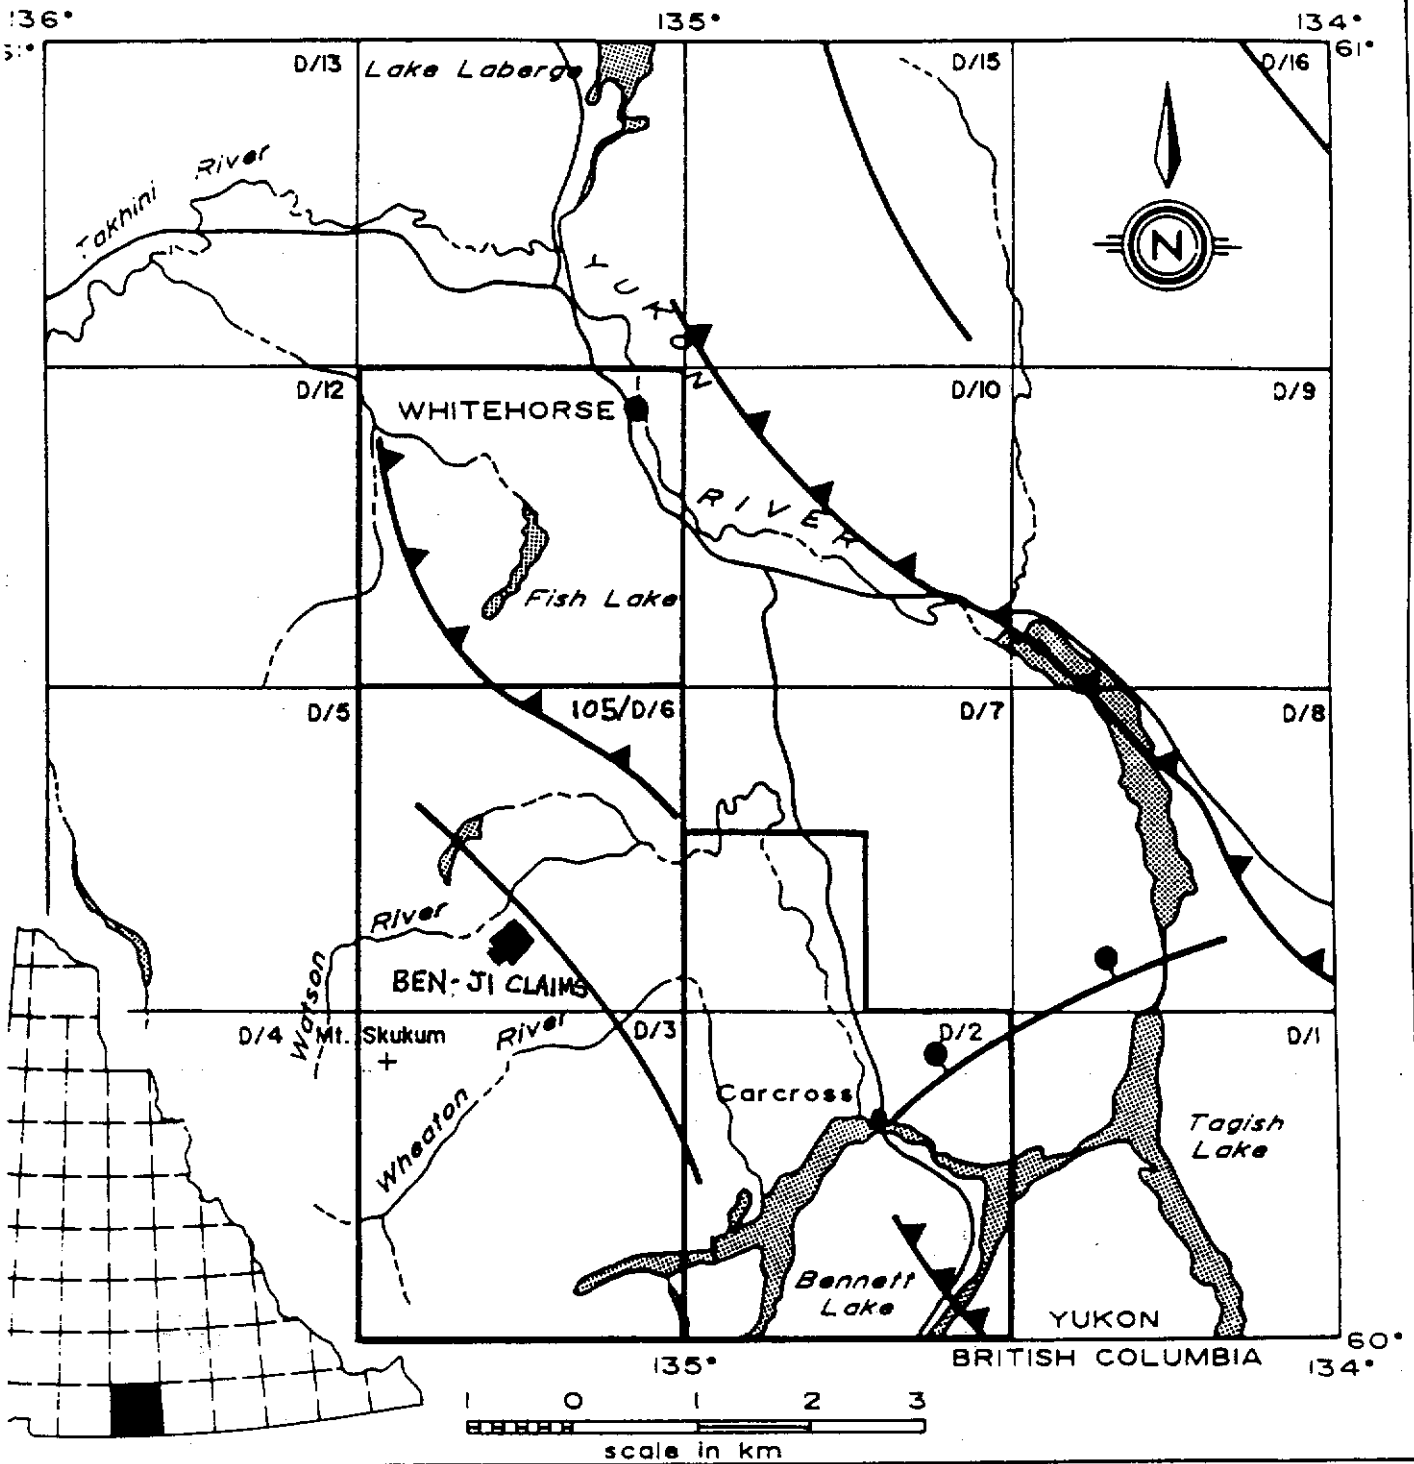 136° 135° 134°
51° 61°
D/13 Lake Laberge D/15 D/16
Takhini River
N
YUKON
D/12 D/10 D/9
WHITEHORSE
RIVER
Fish Lake
D/5 105/D/6 D/7 D/8
River
Watson
BEN-JI CLAIMS
D/4 Mt. Skukum River D/3 D/2 D/1
Wheaton
Carcross
Tagish
Lake
Bennett
Lake
YUKON
60°
BRITISH COLUMBIA
135° 134°
1 0 1 2 3
scale in km